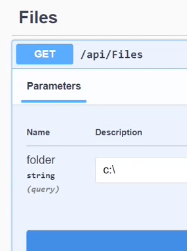 Files
GET /api/Files
Parameters
Name Description
folder
string c:\
(query)